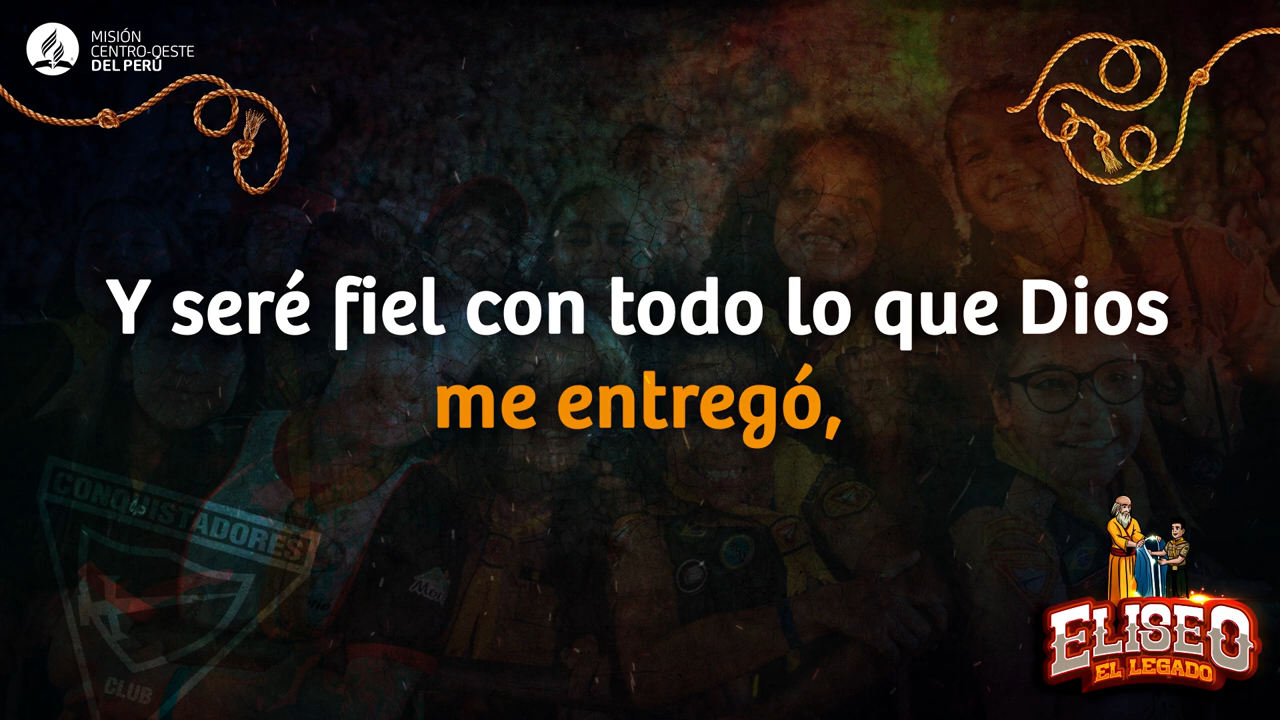 MISIÓN
CENTRO-OESTE
DEL PERÚ
Y seré fiel con todo lo que Dios
me entregó,
CONQUISTADORES
CLUB
ELISEO
EL LEGADO